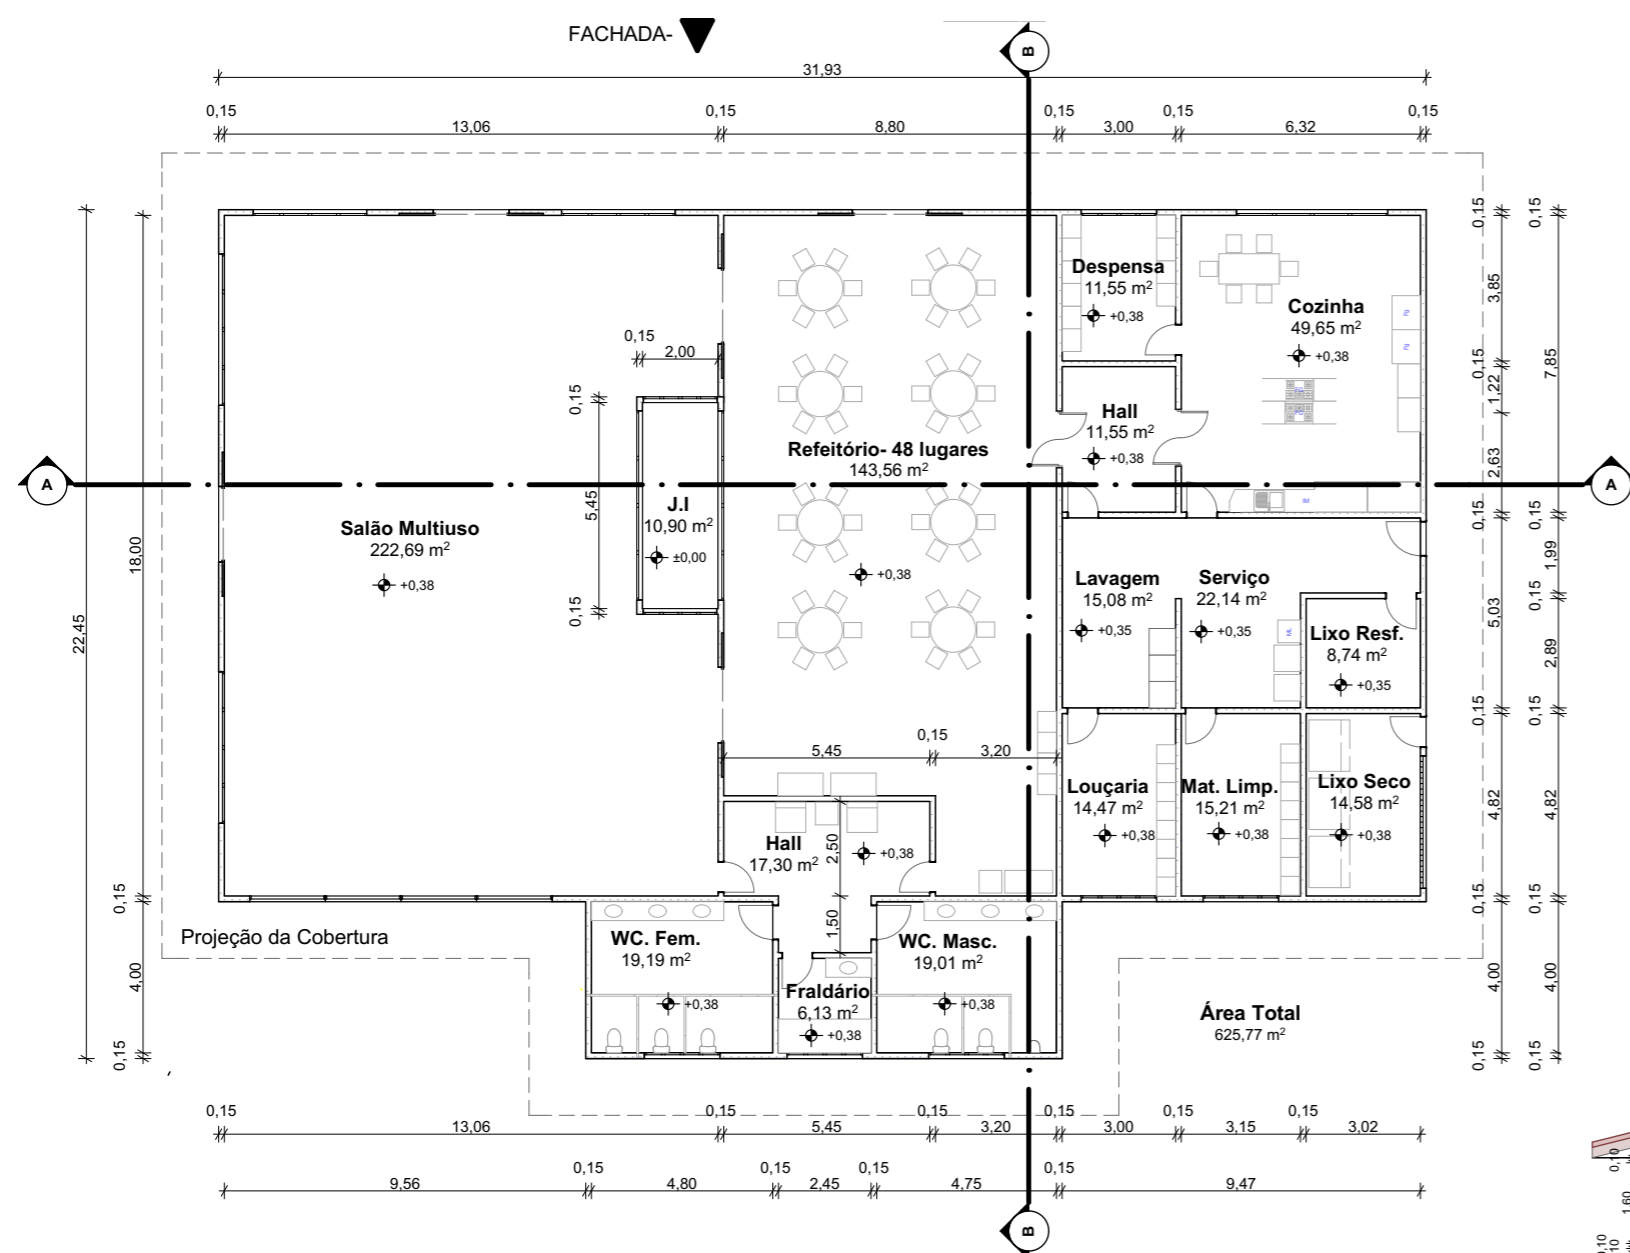 FACHADA-
B
31,93
0,15 0,15 0,15 0,15 0,15
13,06 8,80 3,00 6,32
0,15 0,15
Despensa
11,55 m²
+0,38
Cozinha
49,65 m²
+0,38
3,85
0,15
2,00
0,15
1,22
7,85
0,15
Hall
11,55 m²
+0,38
Refeitório- 48 lugares
143,56 m²
2,63
A
A
5,45
J.I
10,90 m²
±0,00
Salão Multiuso
222,69 m²
+0,38
18,00
0,15 0,15
1,99
+0,38
Lavagem
15,08 m²
+0,35
Serviço
22,14 m²
+0,35
ML
0,15
0,15
5,03
Lixo Resf.
8,74 m²
+0,35
2,89
22,45
0,15 0,15
0,15
5,45 3,20
Louçaria
14,47 m²
+0,38
Mat. Limp.
15,21 m²
+0,38
Lixo Seco
14,58 m²
+0,38
4,82 4,82
Hall
17,30 m²
2,50
+0,38
0,15
0,15 0,15
1,50
Projeção da Cobertura
WC. Fem.
19,19 m²
+0,38
WC. Masc.
19,01 m²
+0,38
4,00
4,00 4,00
Fraldário
6,13 m²
+0,38
Área Total
625,77 m²
0,15
0,15 0,15
0,15 0,15 0,15 0,15 0,15 0,15
13,06 5,45 3,20 3,00 3,15 3,02
0,15 0,15 0,15 0,15
9,56 4,80 2,45 4,75 9,47
B
0,10
1,60